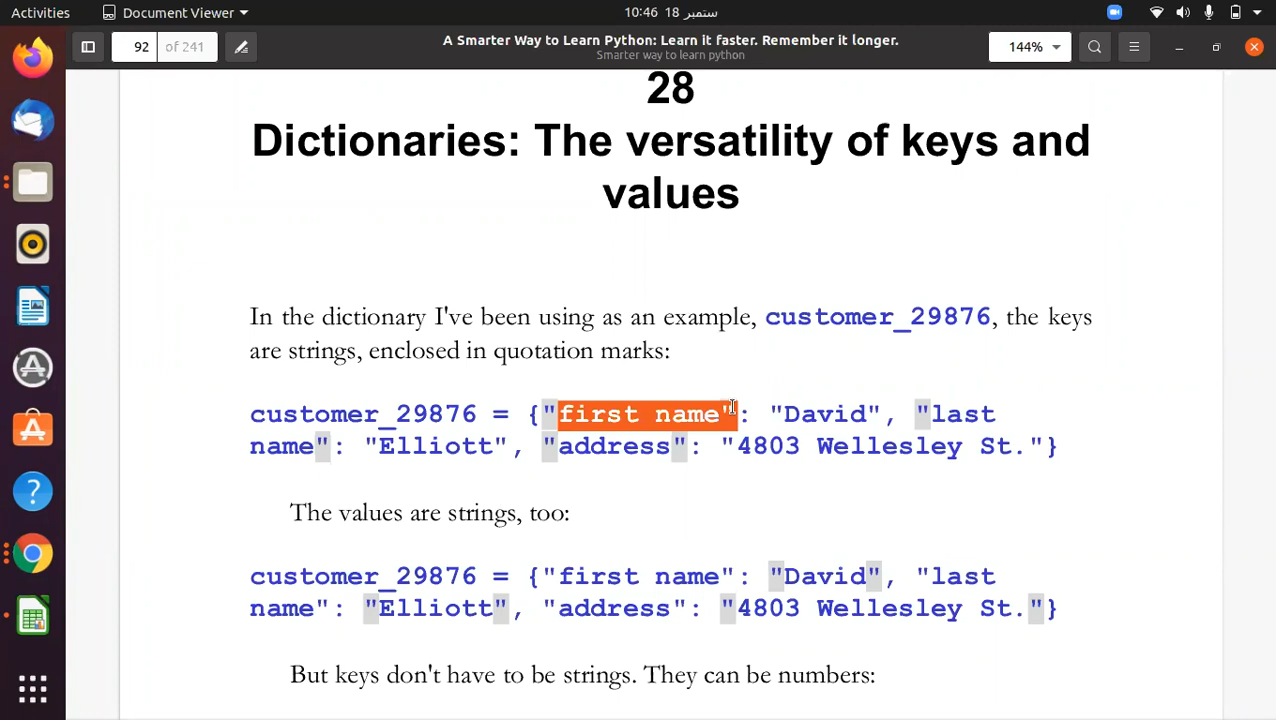 Activities
Document Viewer
10:46 18 ستمبر
92
of 241
A Smarter Way to Learn Python: Learn it faster. Remember it longer.
Smarter way to learn python
144%
28
Dictionaries: The versatility of keys and
values
In the dictionary I've been using as an example, customer_29876, the keys
are strings, enclosed in quotation marks:
customer_29876 = {"first name": "David", "last
name": "Elliott", "address": "4803 Wellesley St."}
The values are strings, too:
customer_29876 = {"first name": "David", "last
name": "Elliott", "address": "4803 Wellesley St."}
But keys don't have to be strings. They can be numbers: